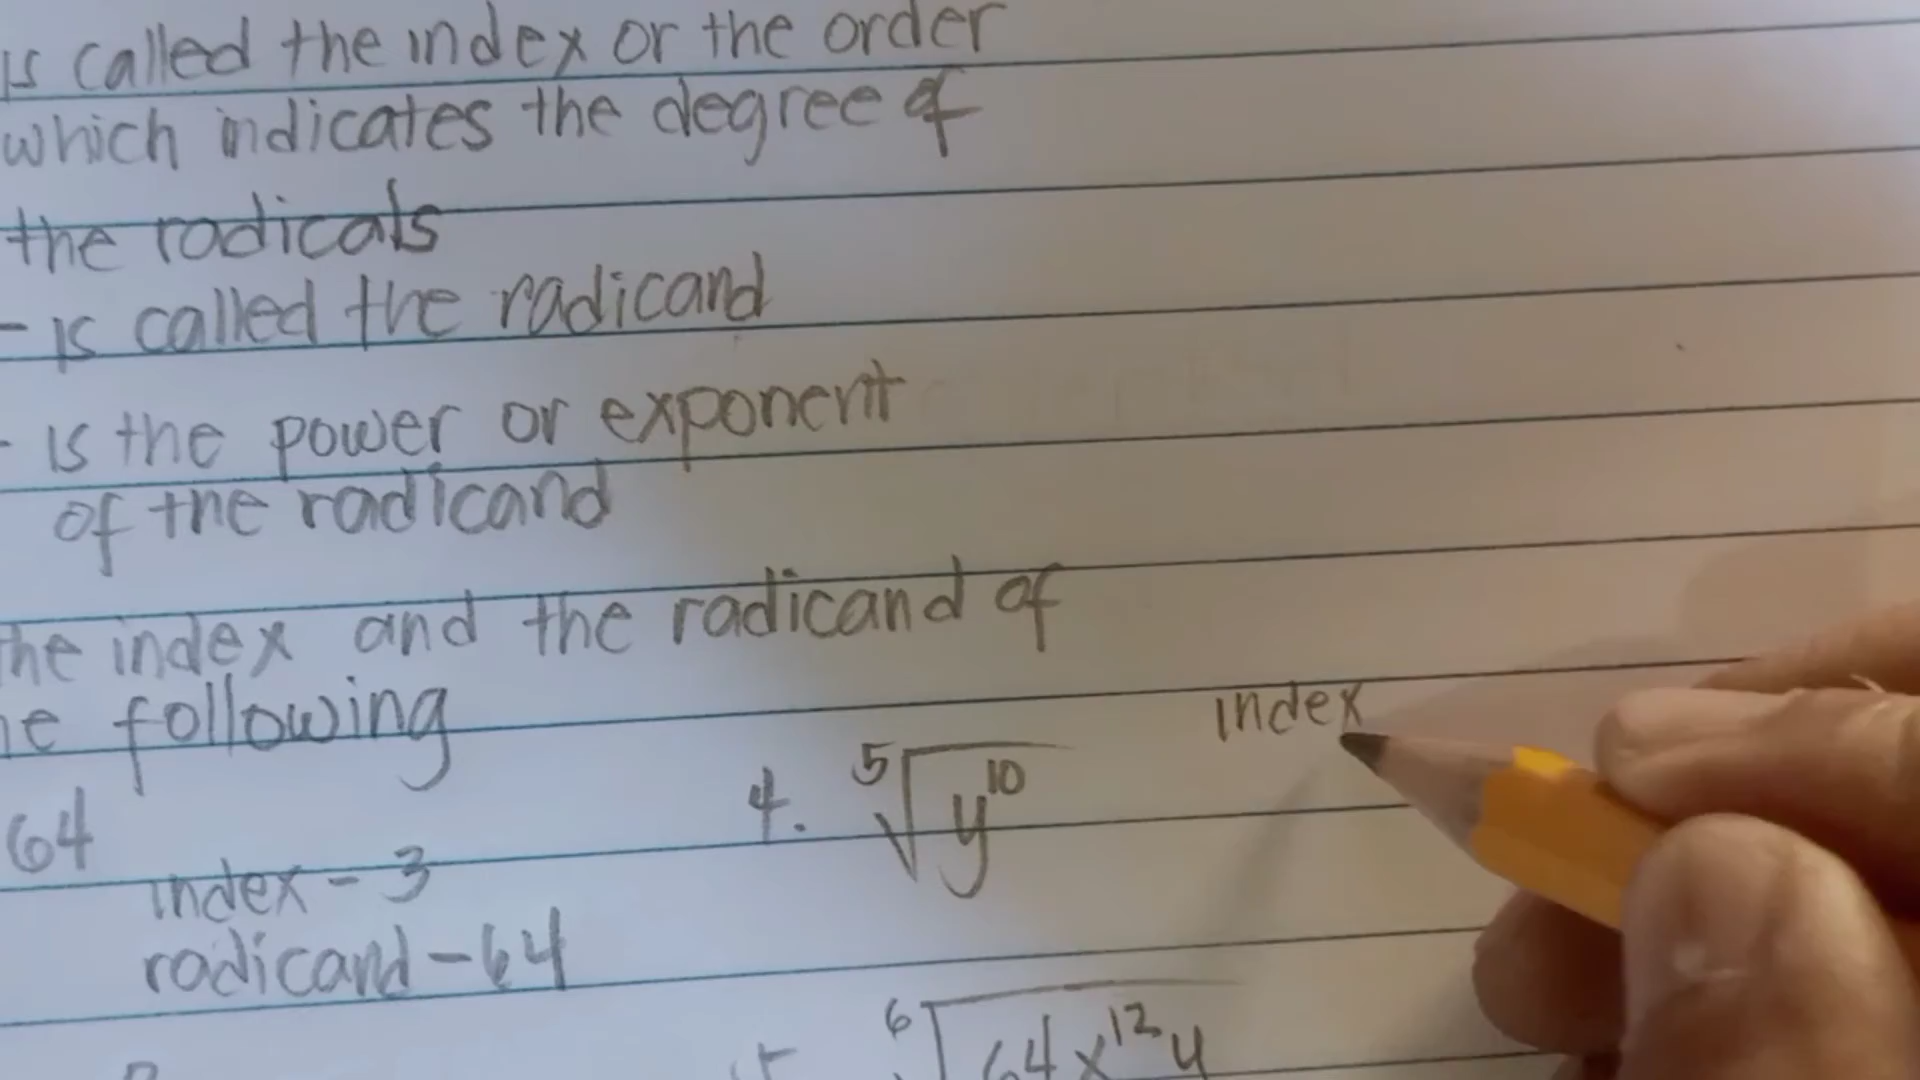 is called the index or the order
which indicates the degree of
the radicals
- is called the radicand
- is the power or exponent
of the radicand
the index and the radicand of
following
64
index - 3
radicand - 64
4. ⁵√y¹⁰
index
⁶√64x¹²y